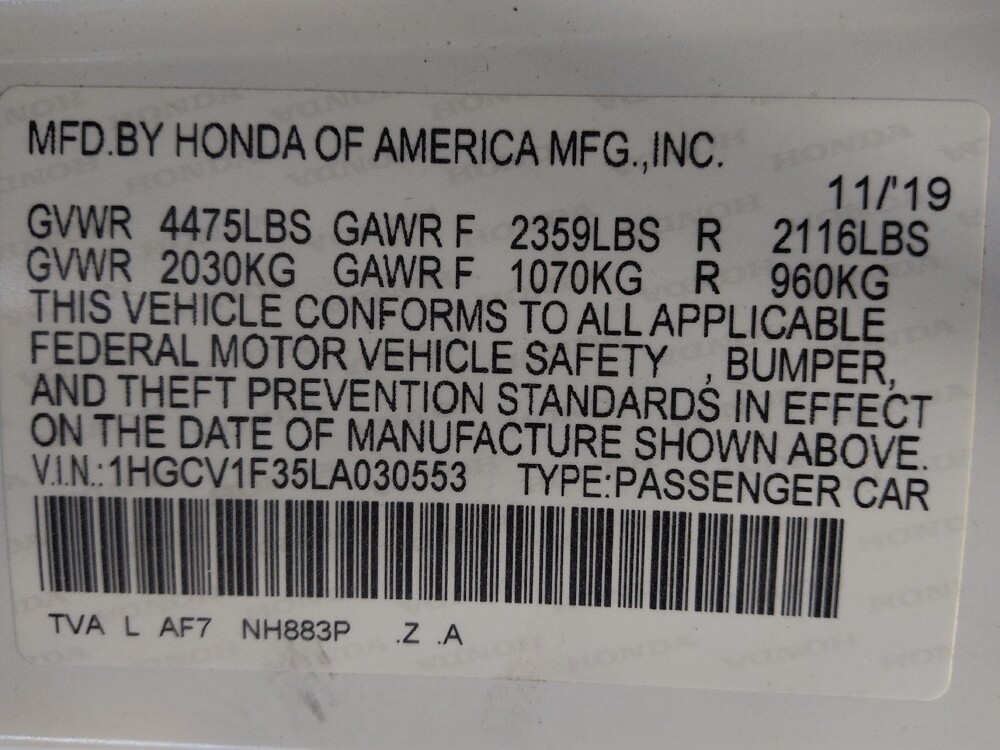 MFD.BY HONDA OF AMERICA MFG.,INC.
11/'19
GVWR 4475LBS GAWR F 2359LBS R 2116LBS
GVWR 2030KG GAWR F 1070KG R 960KG
THIS VEHICLE CONFORMS TO ALL APPLICABLE
FEDERAL MOTOR VEHICLE SAFETY , BUMPER,
AND THEFT PREVENTION STANDARDS IN EFFECT
ON THE DATE OF MANUFACTURE SHOWN ABOVE.
V.I.N.:1HGCV1F35LA030553 TYPE:PASSENGER CAR
TVA L AF7 NH883P .Z .A